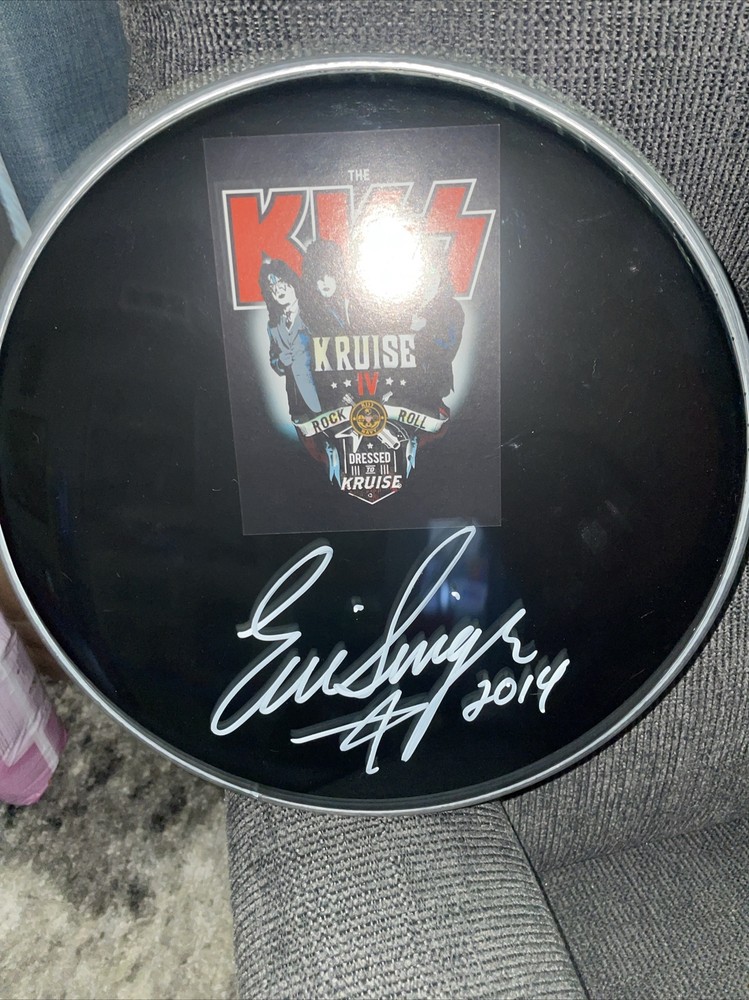 THE
KISS
KRUISE
IV
ROCK ROLL
DRESSED
TO
KRUISE
Eric Singer
2014